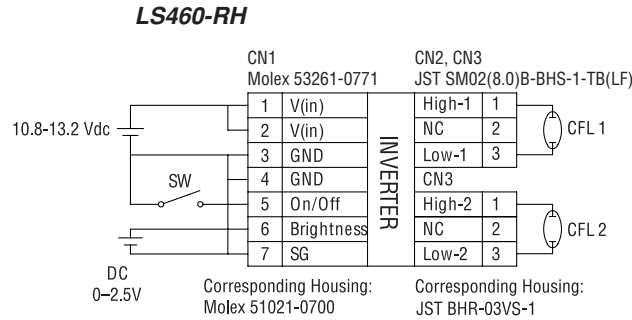 LS460-RH
CN1
Molex 53261-0771
CN2, CN3
JST SM02(8.0)B-BHS-1-TB(LF)
1 V(in)
2 V(in)
3 GND
4 GND
5 On/Off
6 Brightness
7 SG
INVERTER
High-1 1
NC 2
Low-1 3
CN3
High-2 1
NC 2
Low-2 3
CFL 1
CFL 2
10.8-13.2 Vdc
SW
DC
0–2.5V
Corresponding Housing:
Molex 51021-0700
Corresponding Housing:
JST BHR-03VS-1